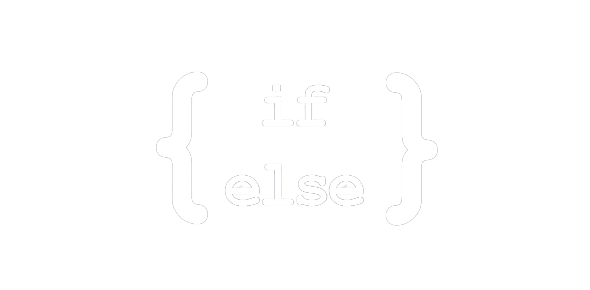 { if }
{ else }